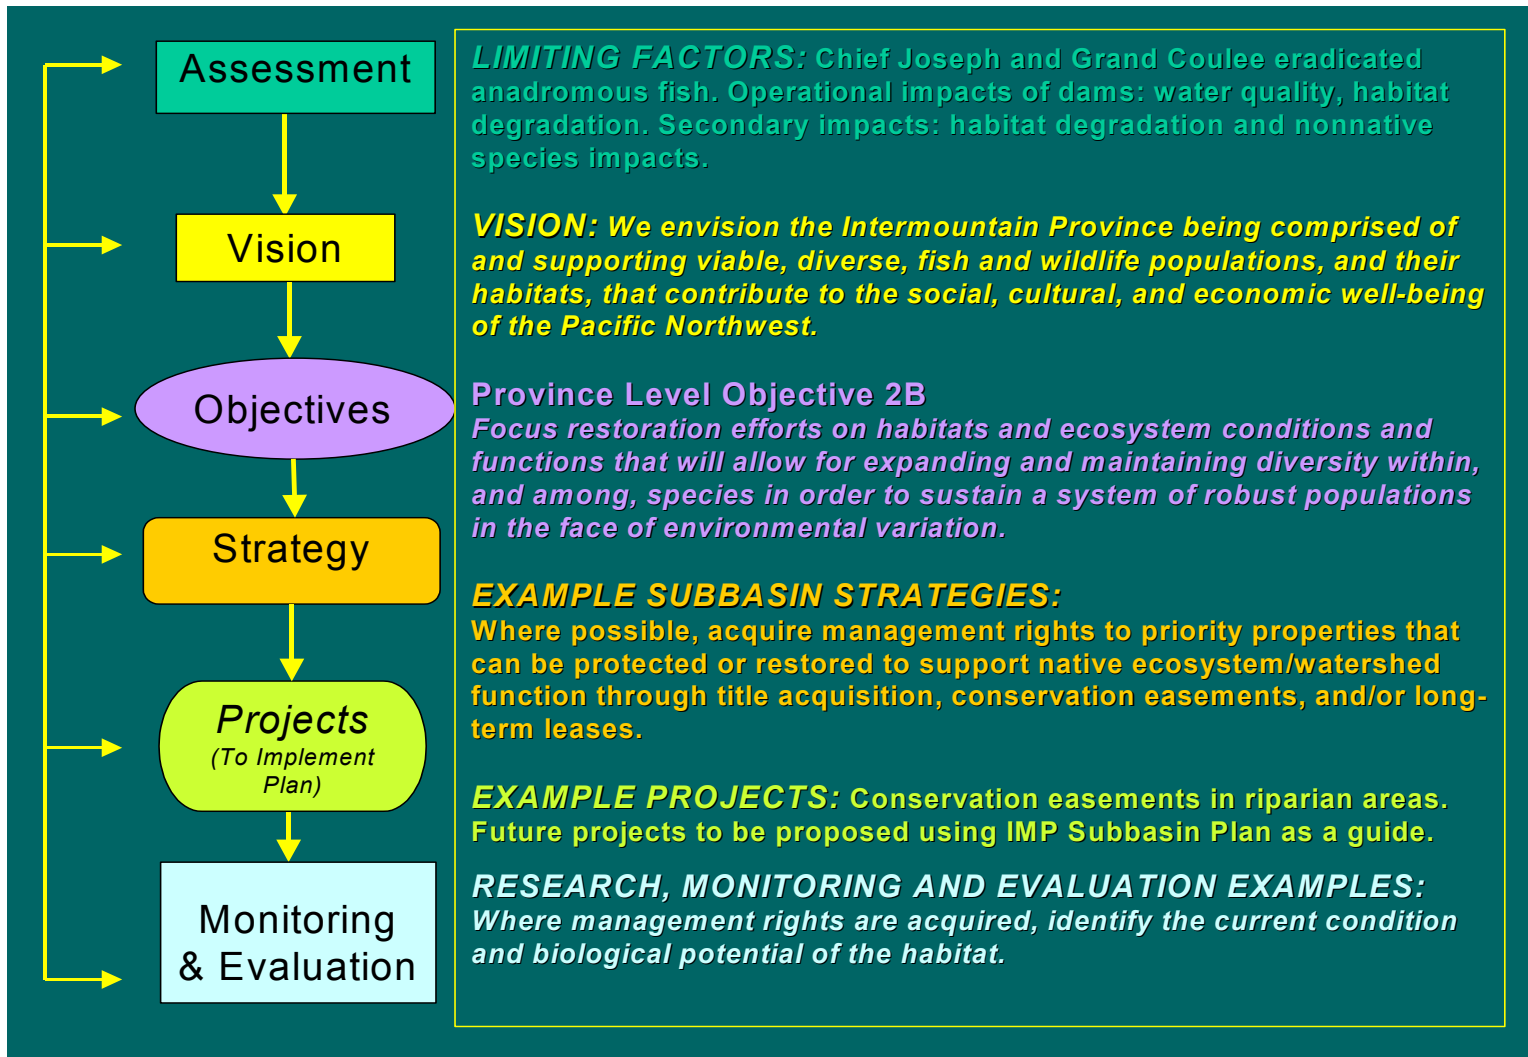 Assessment
Vision
Objectives
Strategy
Projects
(To Implement
Plan)
Monitoring
& Evaluation
LIMITING FACTORS: Chief Joseph and Grand Coulee eradicated
anadromous fish. Operational impacts of dams: water quality, habitat
degradation. Secondary impacts: habitat degradation and nonnative
species impacts.
VISION: We envision the Intermountain Province being comprised of
and supporting viable, diverse, fish and wildlife populations, and their
habitats, that contribute to the social, cultural, and economic well-being
of the Pacific Northwest.
Province Level Objective 2B
Focus restoration efforts on habitats and ecosystem conditions and
functions that will allow for expanding and maintaining diversity within,
and among, species in order to sustain a system of robust populations
in the face of environmental variation.
EXAMPLE SUBBASIN STRATEGIES:
Where possible, acquire management rights to priority properties that
can be protected or restored to support native ecosystem/watershed
function through title acquisition, conservation easements, and/or long-
term leases.
EXAMPLE PROJECTS: Conservation easements in riparian areas.
Future projects to be proposed using IMP Subbasin Plan as a guide.
RESEARCH, MONITORING AND EVALUATION EXAMPLES:
Where management rights are acquired, identify the current condition
and biological potential of the habitat.